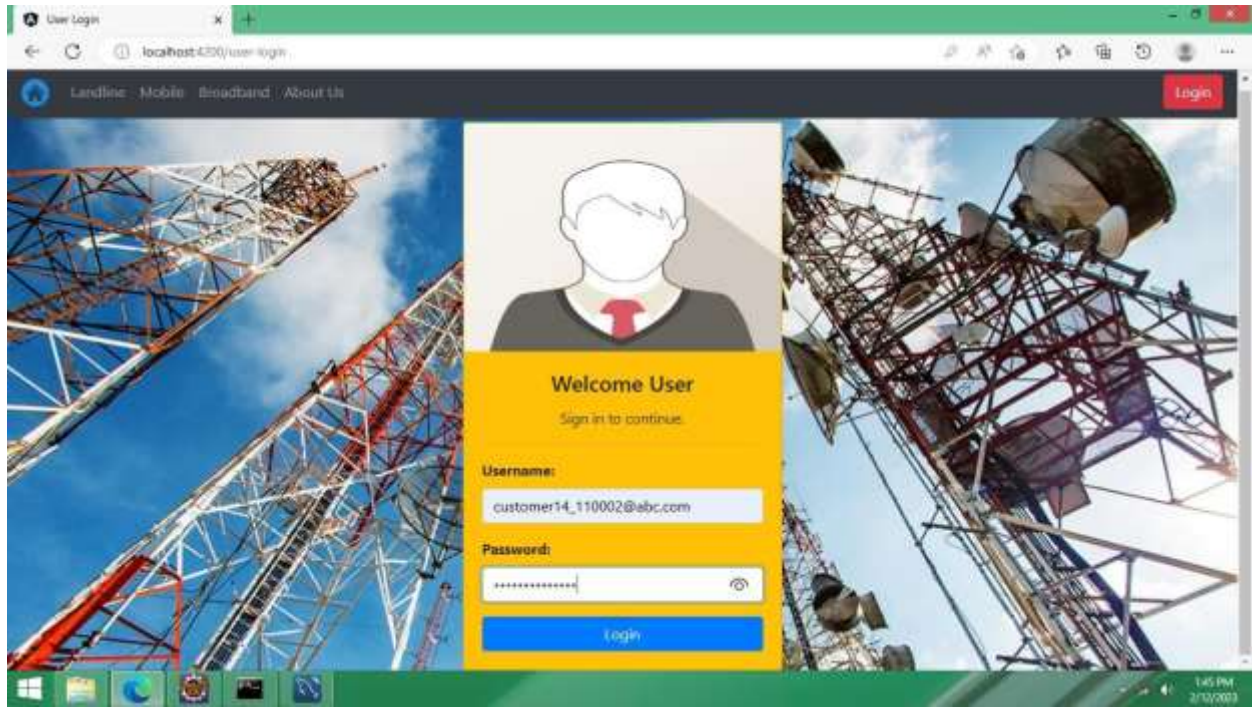 User Login
localhost:4200/user-login
Landline Mobile Broadband About Us
Login
Welcome User
Sign in to continue
Username:
customer14_110002@abc.com
Password:
••••••••••••••
Login
1:45 PM
2/12/2023